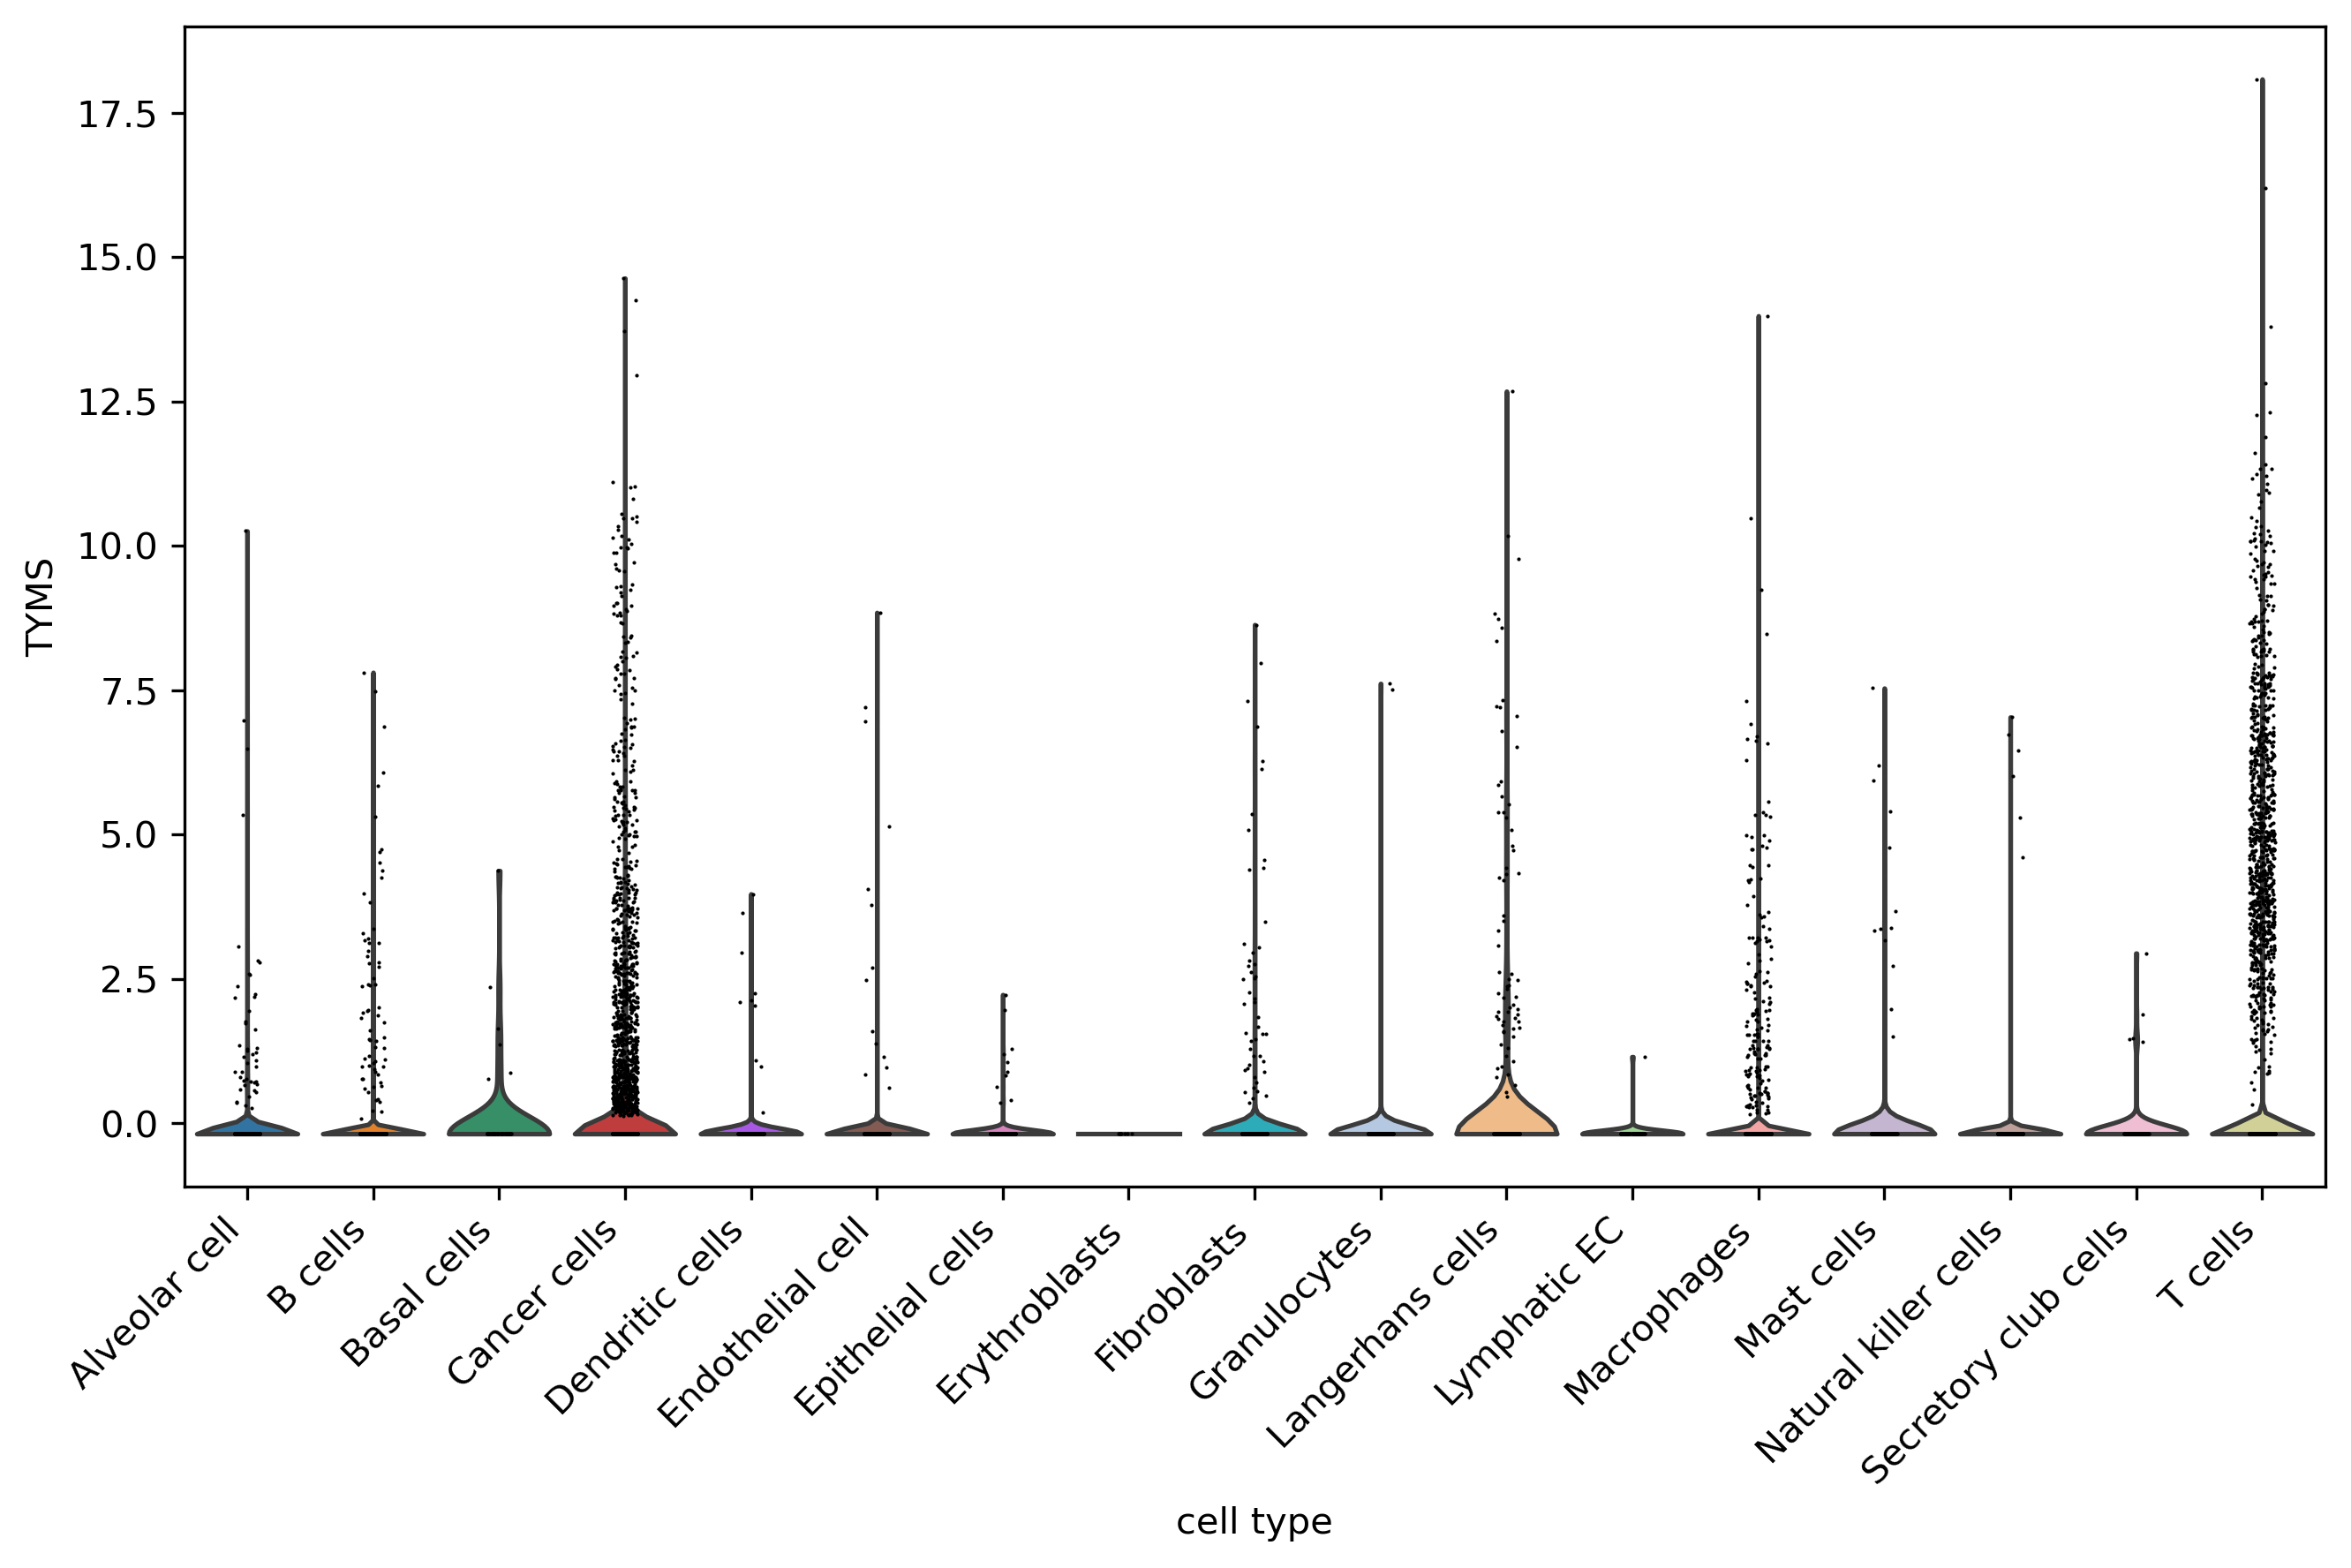 17.5
15.0
12.5
10.0
7.5
5.0
2.5
0.0
TYMS
Alveolar cell
B cells
Basal cells
Cancer cells
Dendritic cells
Endothelial cell
Epithelial cells
Erythroblasts
Fibroblasts
Granulocytes
Langerhans cells
Lymphatic EC
Macrophages
Mast cells
Natural killer cells
Secretory club cells
T cells
cell type